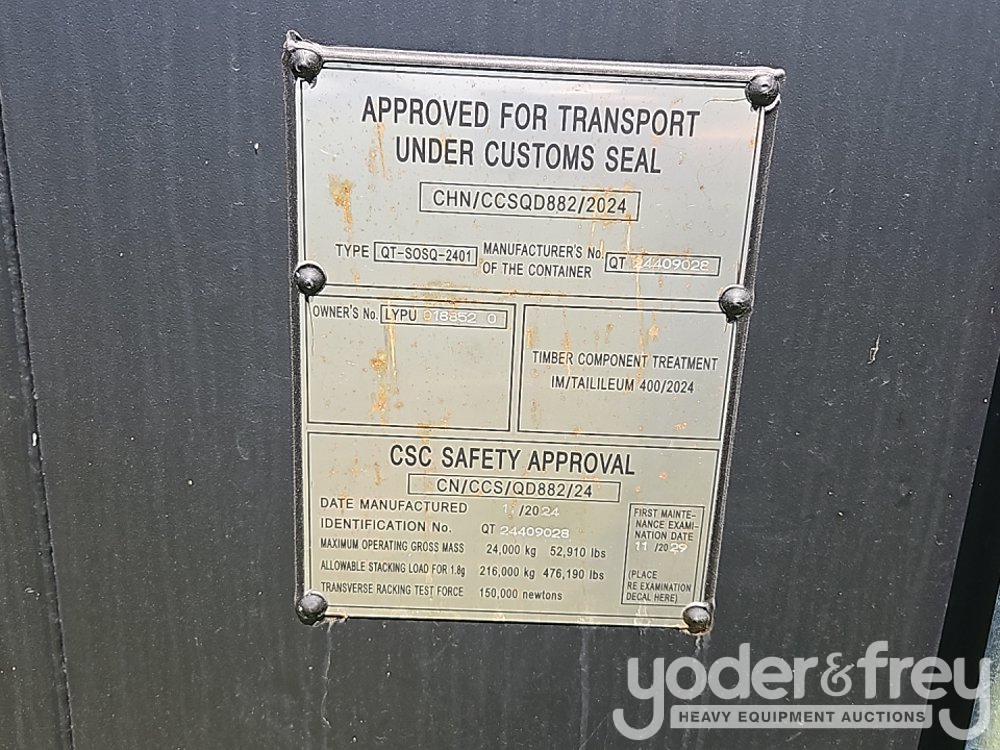 APPROVED FOR TRANSPORT
UNDER CUSTOMS SEAL
CHN/CCSQD882/2024
TYPE QT-SOSQ-2401 MANUFACTURER'S No.
OF THE CONTAINER QT 24409028
OWNER'S No. LYPU 018852 0
TIMBER COMPONENT TREATMENT
IM/TAILILEUM 400/2024
CSC SAFETY APPROVAL
CN/CCS/QD882/24
DATE MANUFACTURED /2024
IDENTIFICATION No. QT 24409028
MAXIMUM OPERATING GROSS MASS 24,000 kg 52,910 lbs
ALLOWABLE STACKING LOAD FOR 1.8g 216,000 kg 476,190 lbs
TRANSVERSE RACKING TEST FORCE 150,000 newtons
FIRST MAINTE-
NANCE EXAMI-
NATION DATE
11 /2029
(PLACE
RE EXAMINATION
DECAL HERE)
yoder&frey
HEAVY EQUIPMENT AUCTIONS